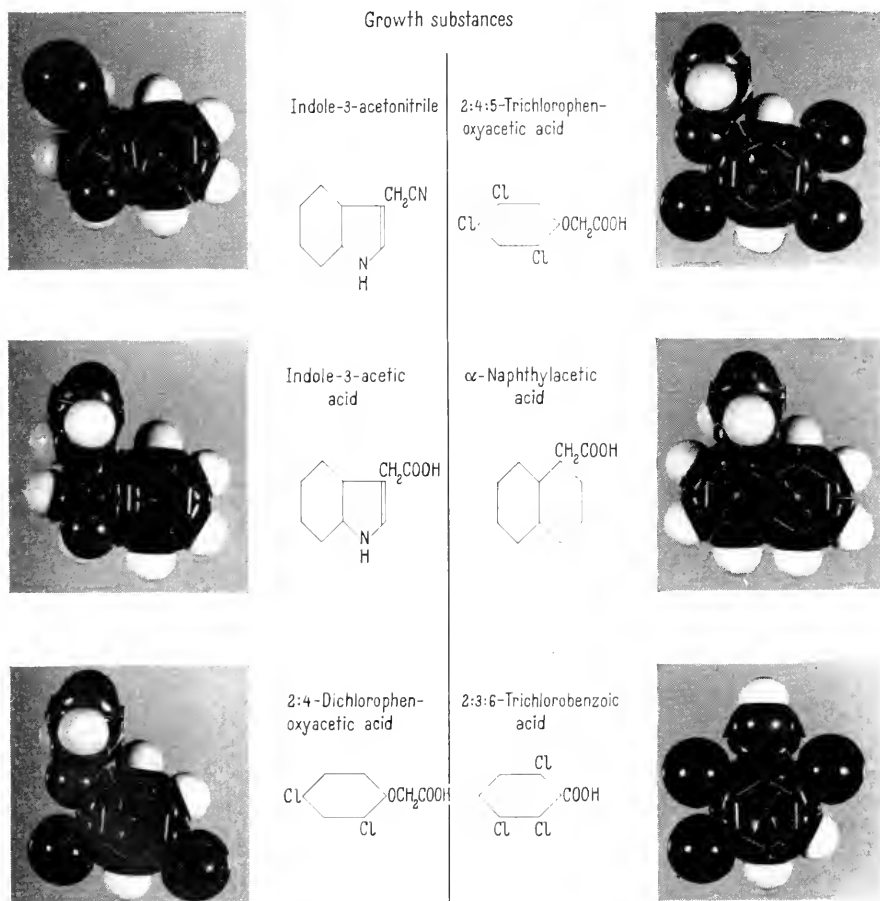 Growth substances
Indole-3-acetonitrile
CH₂CN
N
H
2:4:5-Trichlorophen-
oxyacetic acid
Cl
Cl
OCH₂COOH
Cl
Indole-3-acetic
acid
CH₂COOH
N
H
α-Naphthylacetic
acid
CH₂COOH
2:4-Dichlorophen-
oxyacetic acid
Cl
OCH₂COOH
Cl
2:3:6-Trichlorobenzoic
acid
Cl
COOH
Cl
Cl